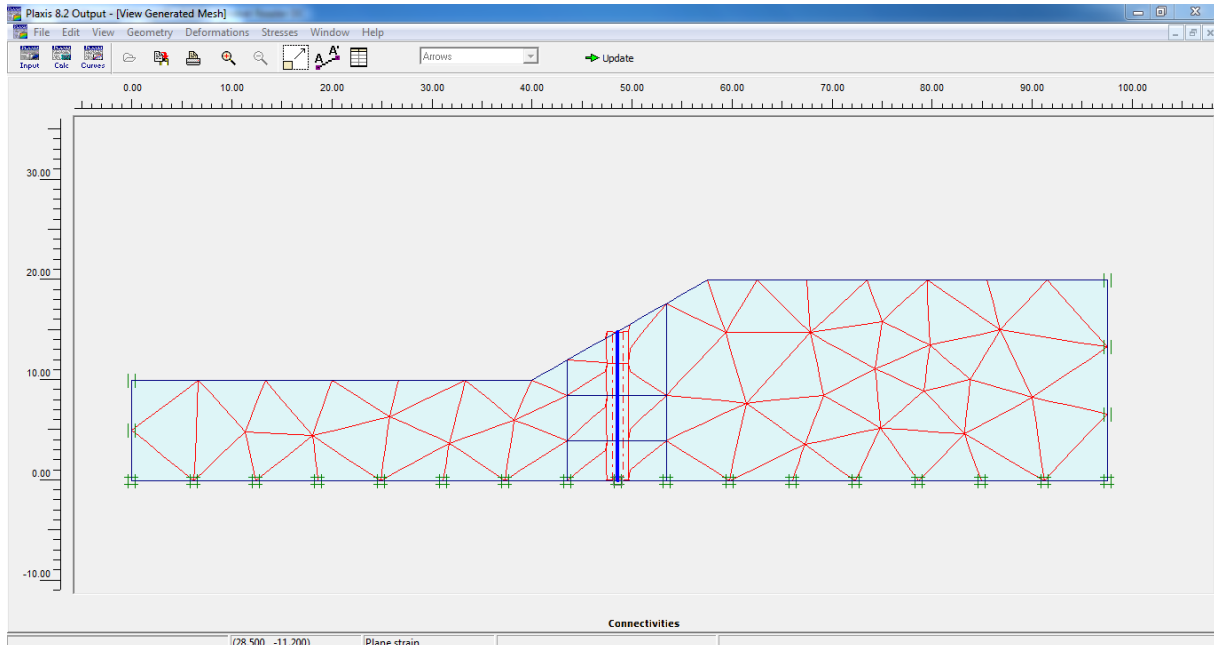 Plaxis 8.2 Output - [View Generated Mesh]
File Edit View Geometry Deformations Stresses Window Help
Input Calc Curves A A' Arrows Update
0.00 10.00 20.00 30.00 40.00 50.00 60.00 70.00 80.00 90.00 100.00
30.00
20.00
10.00
0.00
-10.00
Connectivities
(28.500 -11.200) Plane strain